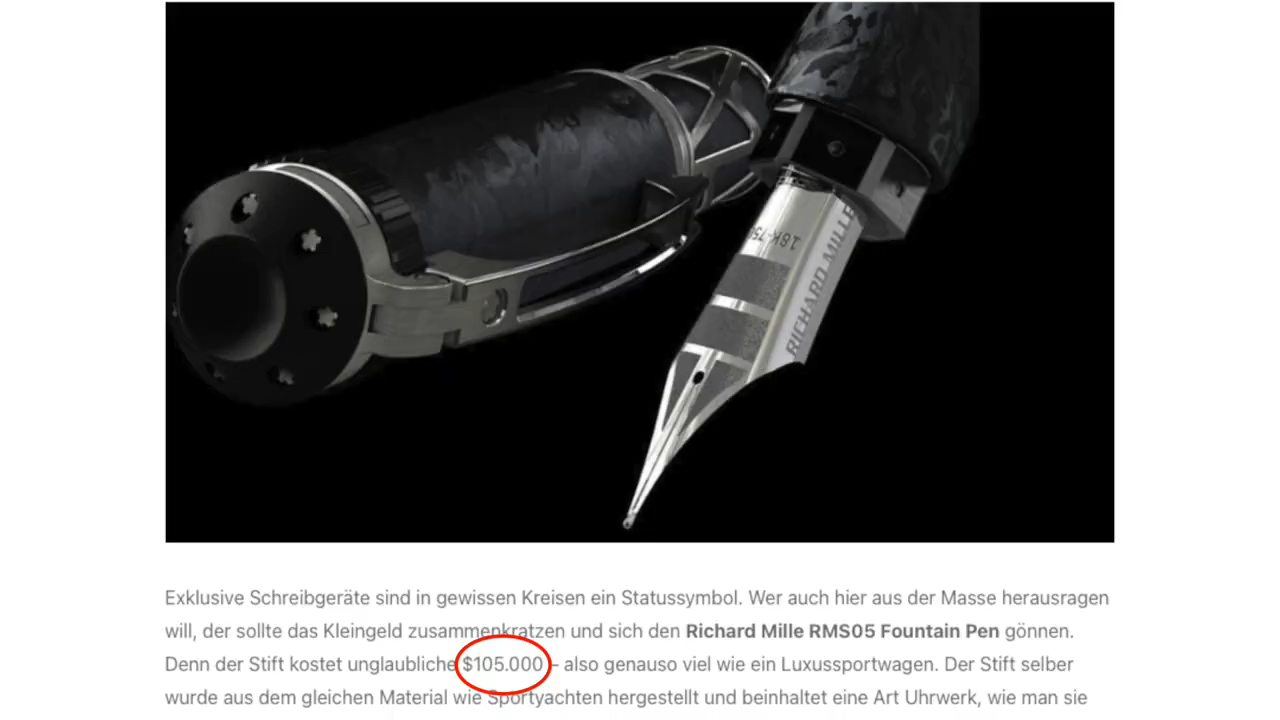 18K-750
RICHARD MILLE
Exklusive Schreibgeräte sind in gewissen Kreisen ein Statussymbol. Wer auch hier aus der Masse herausragen
will, der sollte das Kleingeld zusammenkratzen und sich den Richard Mille RMS05 Fountain Pen gönnen.
Denn der Stift kostet unglaubliche $105.000 – also genauso viel wie ein Luxussportwagen. Der Stift selber
wurde aus dem gleichen Material wie Sportyachten hergestellt und beinhaltet eine Art Uhrwerk, wie man sie